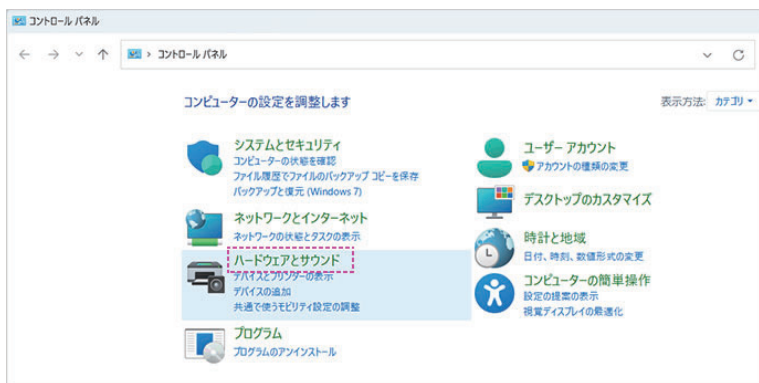 コントロール パネル
コントロール パネル
コンピューターの設定を調整します
表示方法: カテゴリ
システムとセキュリティ
コンピューターの状態を確認
ファイル履歴でファイルのバックアップ コピーを保存
バックアップと復元 (Windows 7)
ネットワークとインターネット
ネットワークの状態とタスクの表示
ハードウェアとサウンド
デバイスとプリンターの表示
デバイスの追加
共通で使うモビリティ設定の調整
プログラム
プログラムのアンインストール
ユーザー アカウント
アカウントの種類の変更
デスクトップのカスタマイズ
時計と地域
日付、時刻、数値形式の変更
コンピューターの簡単操作
設定の提案の表示
視覚ディスプレイの最適化